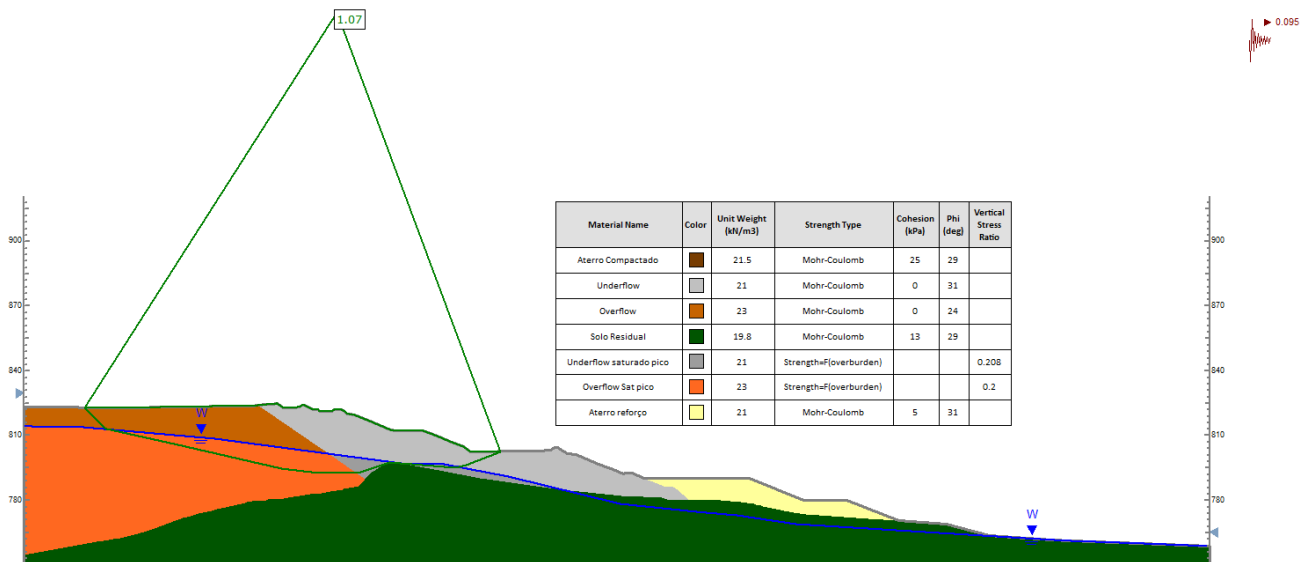 1.07
0.095
Material Name Color Unit Weight (kN/m3) Strength Type Cohesion (kPa) Phi (deg) Vertical Stress Ratio
Aterro Compactado 21.5 Mohr-Coulomb 25 29
Underflow 21 Mohr-Coulomb 0 31
Overflow 23 Mohr-Coulomb 0 24
Solo Residual 19.8 Mohr-Coulomb 13 29
Underflow saturado pico 21 Strength=F(overburden) 0.208
Overflow Sat pico 23 Strength=F(overburden) 0.2
Aterro reforço 21 Mohr-Coulomb 5 31
900
870
840
810
780
900
870
840
810
780
W
W